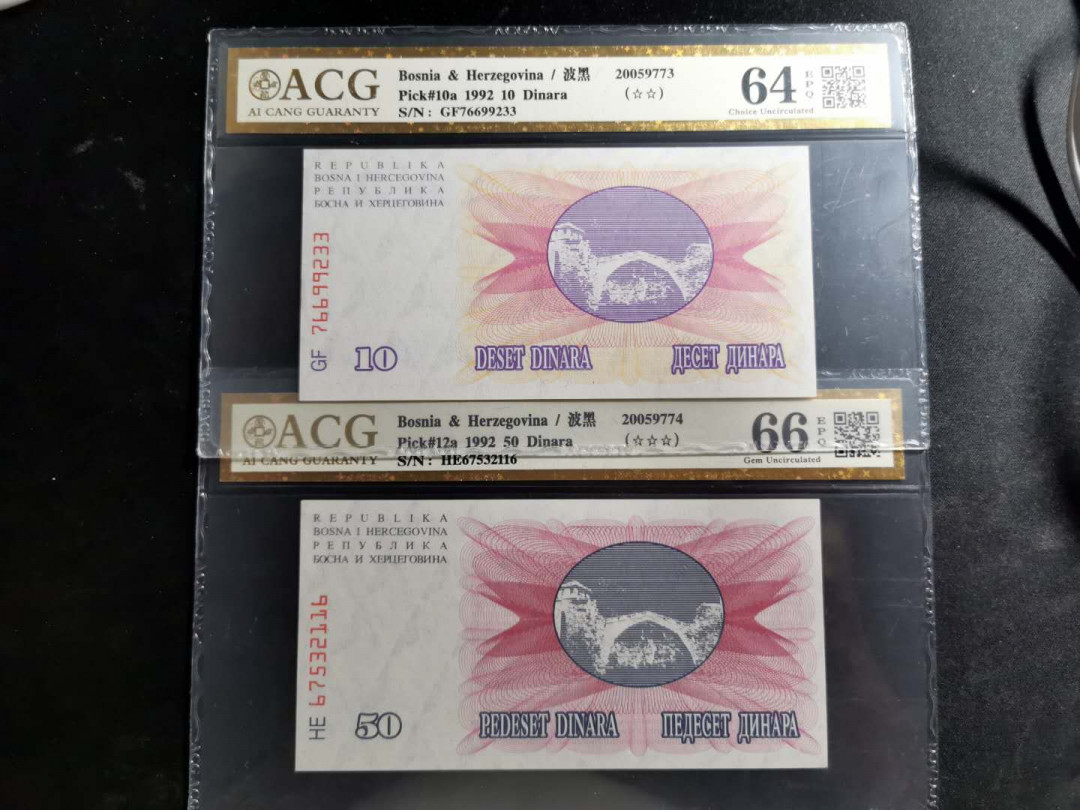 ACG
AI CANG GUARANTY
Bosnia & Herzegovina / 波黑 20059773
Pick#10a 1992 10 Dinara (☆☆)
S/N: GF76699233
64 EPQ
Choice Uncirculated
REPUBLIKA
BOSNA I HERCEGOVINA
РЕПУБЛИКА
БОСНА И ХЕРЦЕГОВИНА
GF 76699233
10
DESET DINARA ДЕСЕТ ДИНАРА
ACG
AI CANG GUARANTY
Bosnia & Herzegovina / 波黑 20059774
Pick#12a 1992 50 Dinara (☆☆☆)
S/N: HE67532116
66 EPQ
Gem Uncirculated
REPUBLIKA
BOSNA I HERCEGOVINA
РЕПУБЛИКА
БОСНА И ХЕРЦЕГОВИНА
HE 67532116
50
PEDESET DINARA ПЕДЕСЕТ ДИНАРА